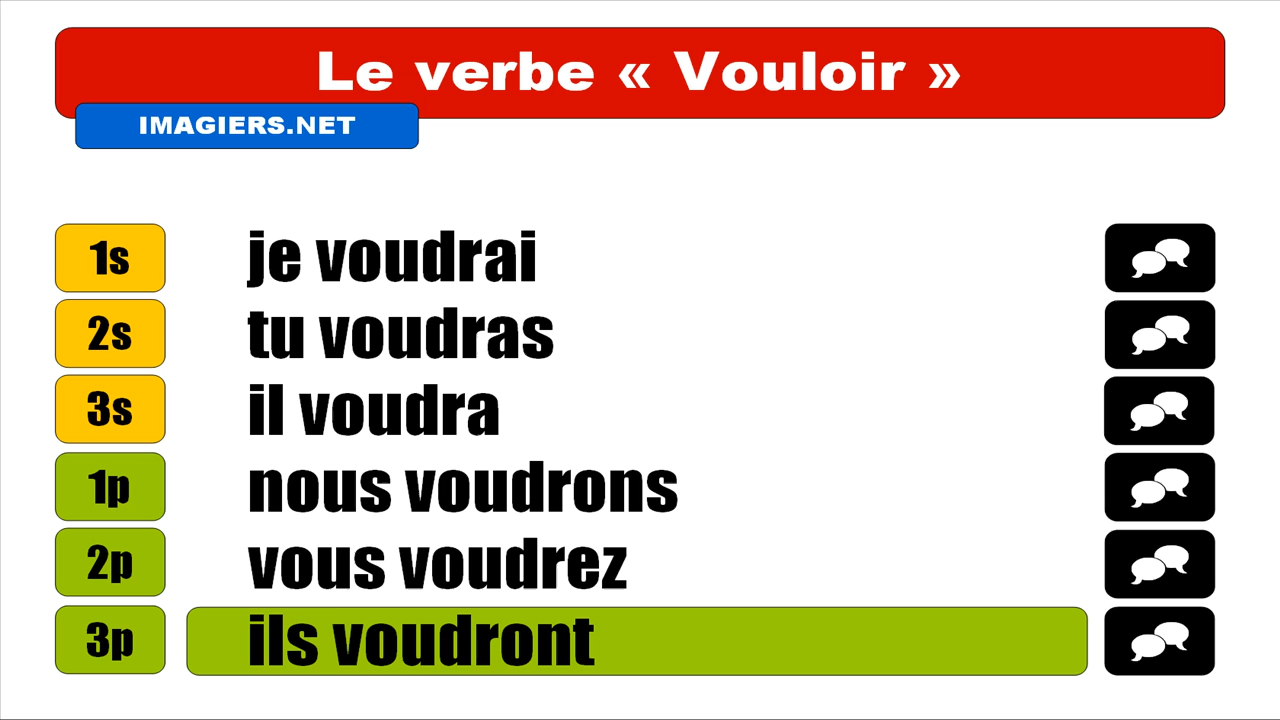 Le verbe « Vouloir »
IMAGIERS.NET
1s je voudrai
2s tu voudras
3s il voudra
1p nous voudrons
2p vous voudrez
3p ils voudront